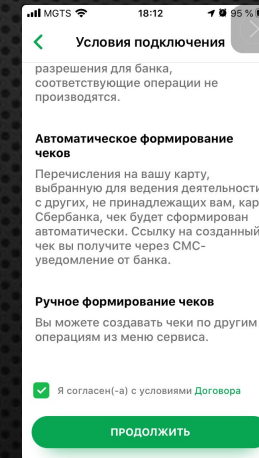 MGTS 18:12 95 %
Условия подключения
разрешения для банка,
соответствующие операции не
производятся.
Автоматическое формирование
чеков
Перечисления на вашу карту,
выбранную для ведения деятельности
с других, не принадлежащих вам, кар
Сбербанка, чек будет сформирован
автоматически. Ссылку на созданный
чек вы получите через СМС-
уведомление от банка.
Ручное формирование чеков
Вы можете создавать чеки по другим
операциям из меню сервиса.
Я согласен(-а) с условиями Договора
ПРОДОЛЖИТЬ